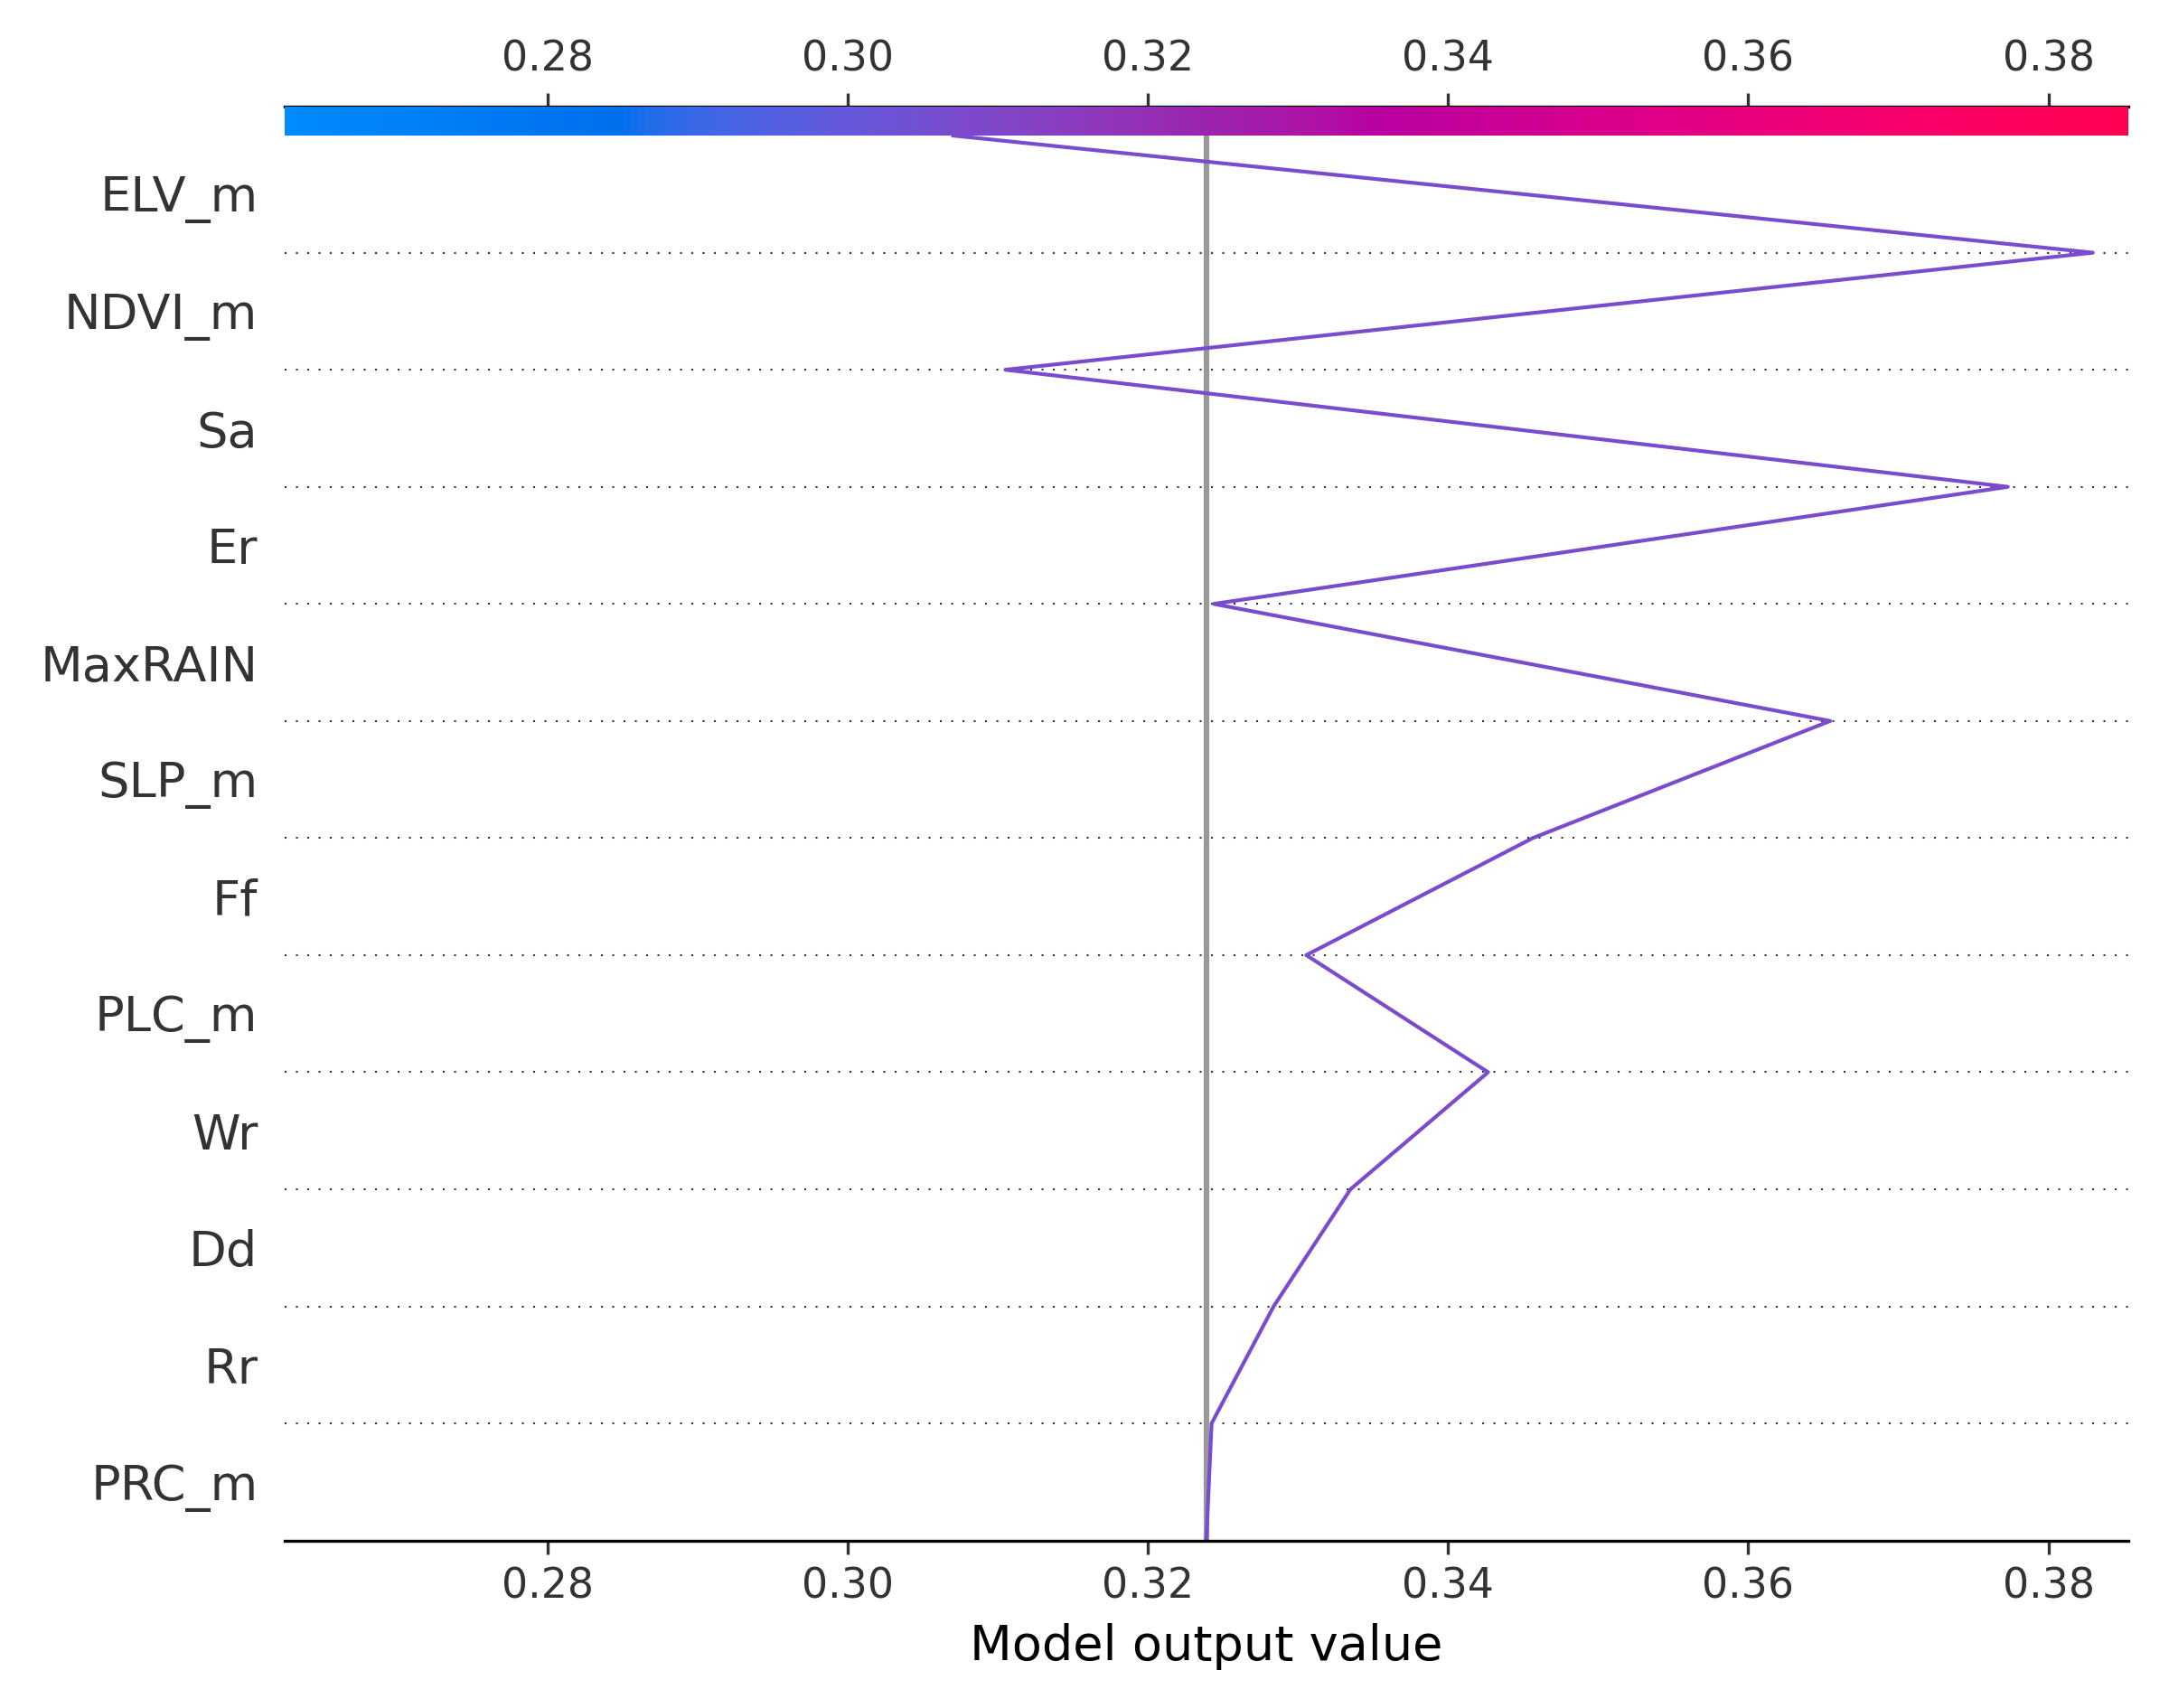 0.28 0.30 0.32 0.34 0.36 0.38
ELV_m
NDVI_m
Sa
Er
MaxRAIN
SLP_m
Ff
PLC_m
Wr
Dd
Rr
PRC_m
0.28 0.30 0.32 0.34 0.36 0.38
Model output value